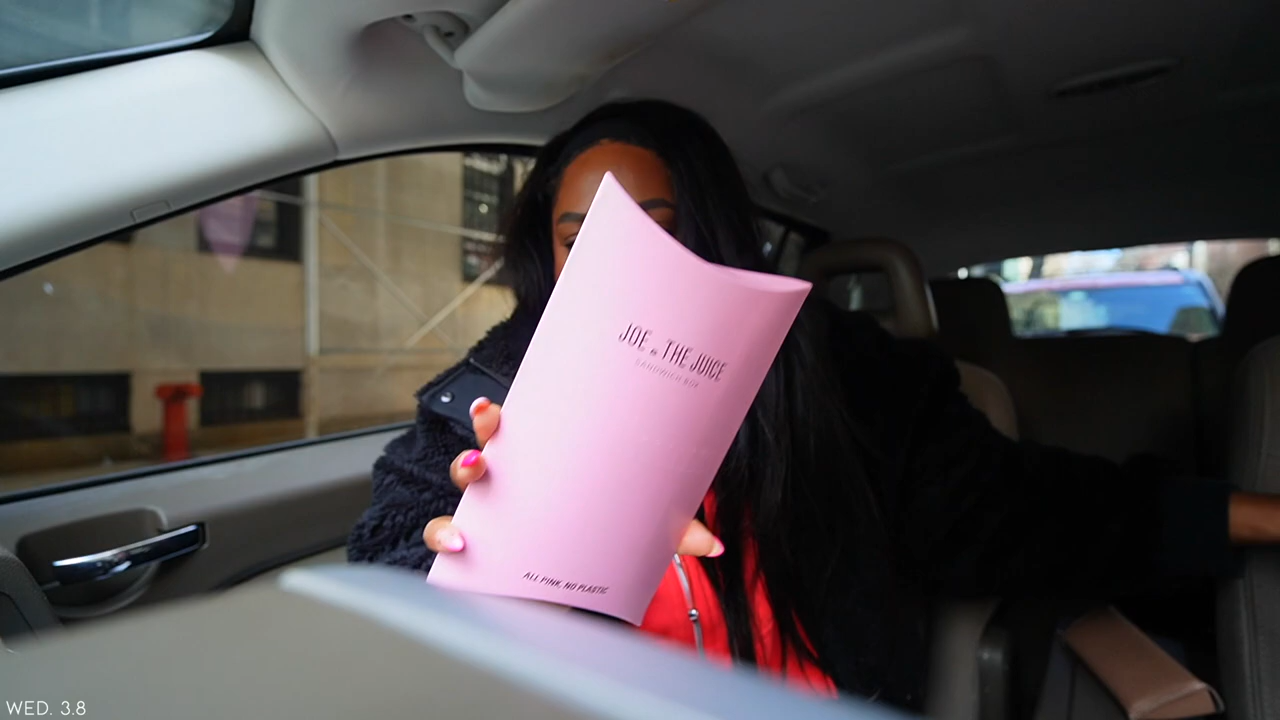 JOE & THE JUICE
SANDWICH BOX
ALL PINK, NO PLASTIC
WED. 3.8